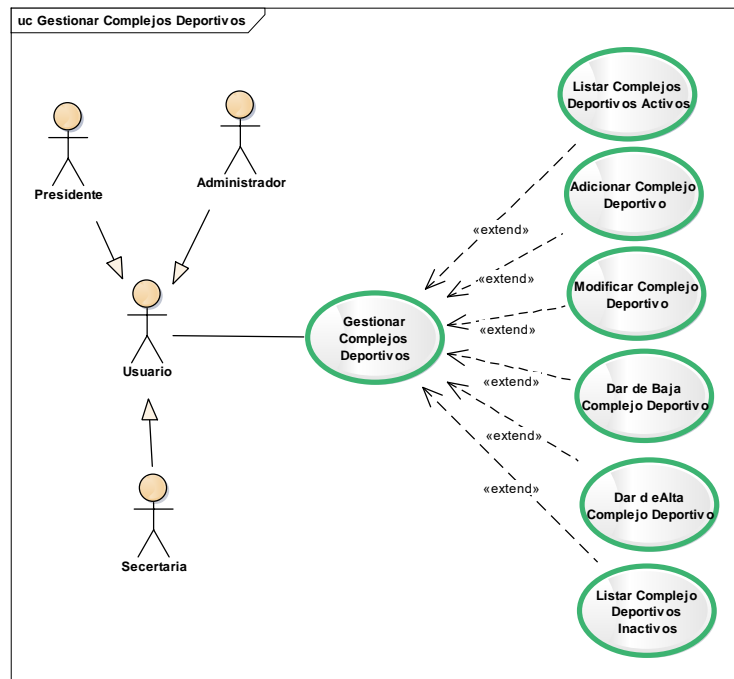 uc Gestionar Complejos Deportivos
Presidente
Administrador
Usuario
Secertaria
Gestionar
Complejos
Deportivos
Listar Complejos
Deportivos Activos
«extend»
Adicionar Complejo
Deportivo
«extend»
Modificar Complejo
Deportivo
«extend»
Dar de Baja
Complejo Deportivo
«extend»
Dar d eAlta
Complejo Deportivo
«extend»
Listar Complejo
Deportivos
Inactivos
«extend»